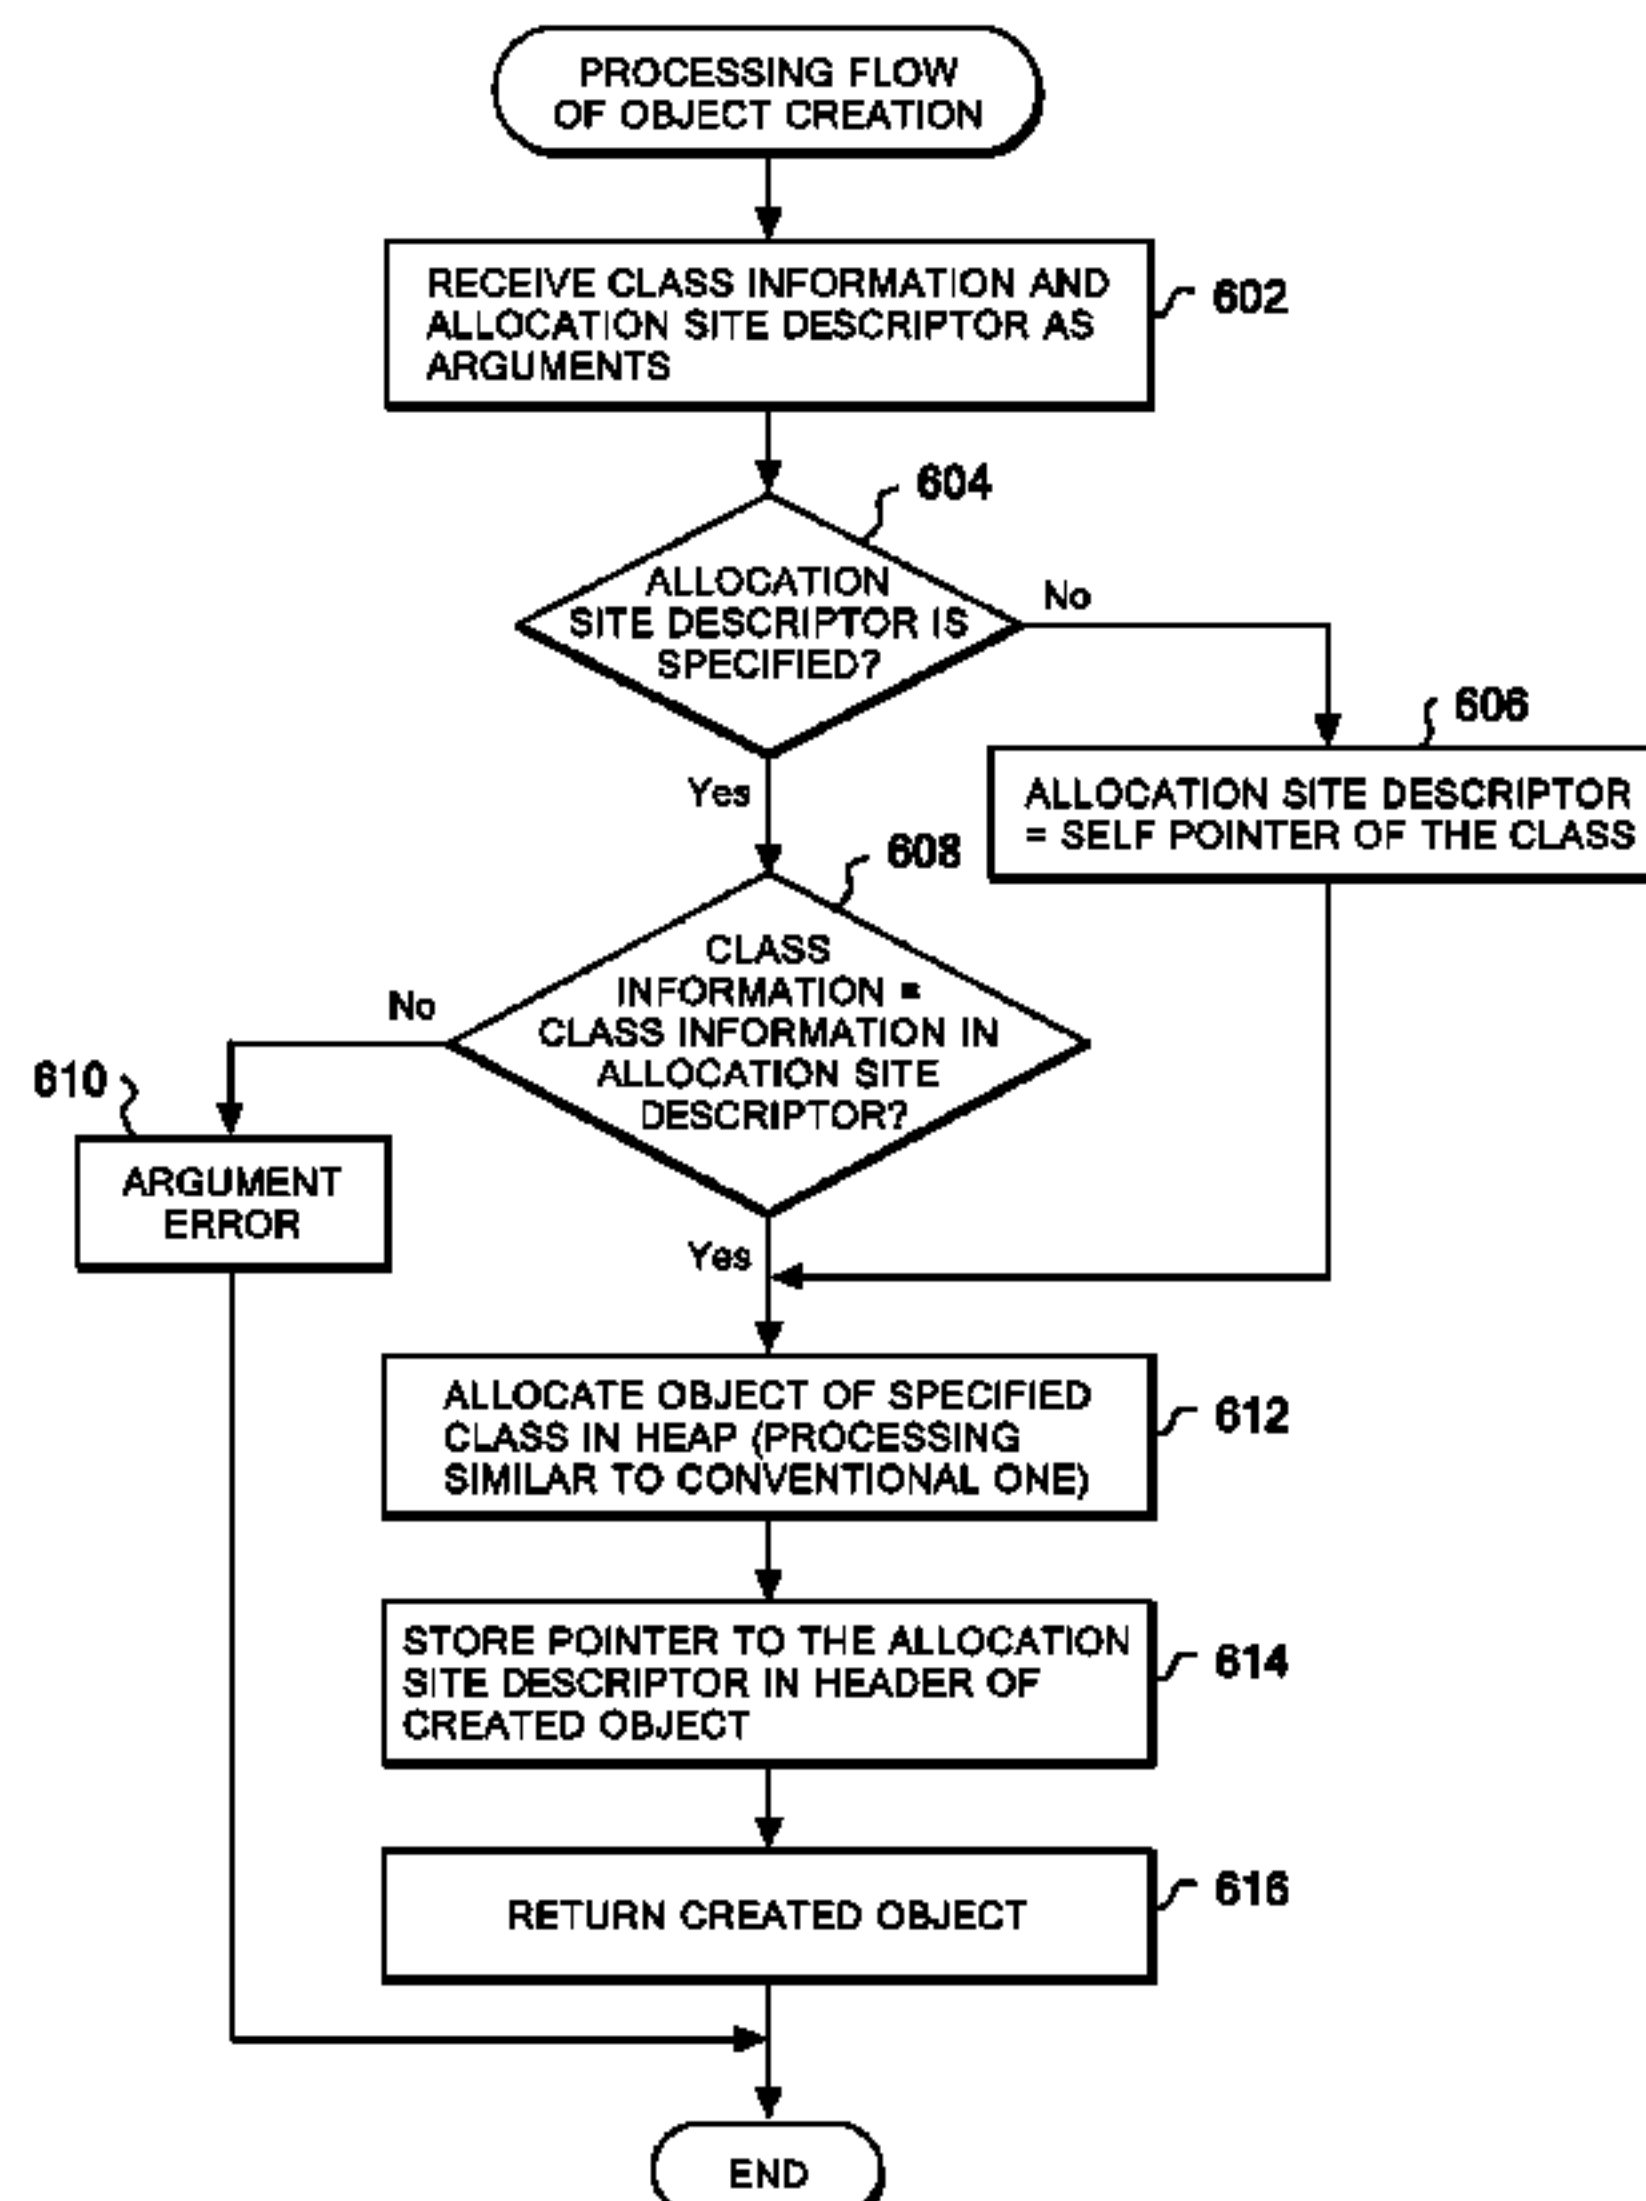 PROCESSING FLOW
OF OBJECT CREATION
RECEIVE CLASS INFORMATION AND
ALLOCATION SITE DESCRIPTOR AS
ARGUMENTS
602
604
ALLOCATION
SITE DESCRIPTOR IS
SPECIFIED?
No
Yes
606
ALLOCATION SITE DESCRIPTOR
= SELF POINTER OF THE CLASS
608
CLASS
INFORMATION =
CLASS INFORMATION IN
ALLOCATION SITE
DESCRIPTOR?
No
610
ARGUMENT
ERROR
Yes
ALLOCATE OBJECT OF SPECIFIED
CLASS IN HEAP (PROCESSING
SIMILAR TO CONVENTIONAL ONE)
612
STORE POINTER TO THE ALLOCATION
SITE DESCRIPTOR IN HEADER OF
CREATED OBJECT
614
RETURN CREATED OBJECT
616
END